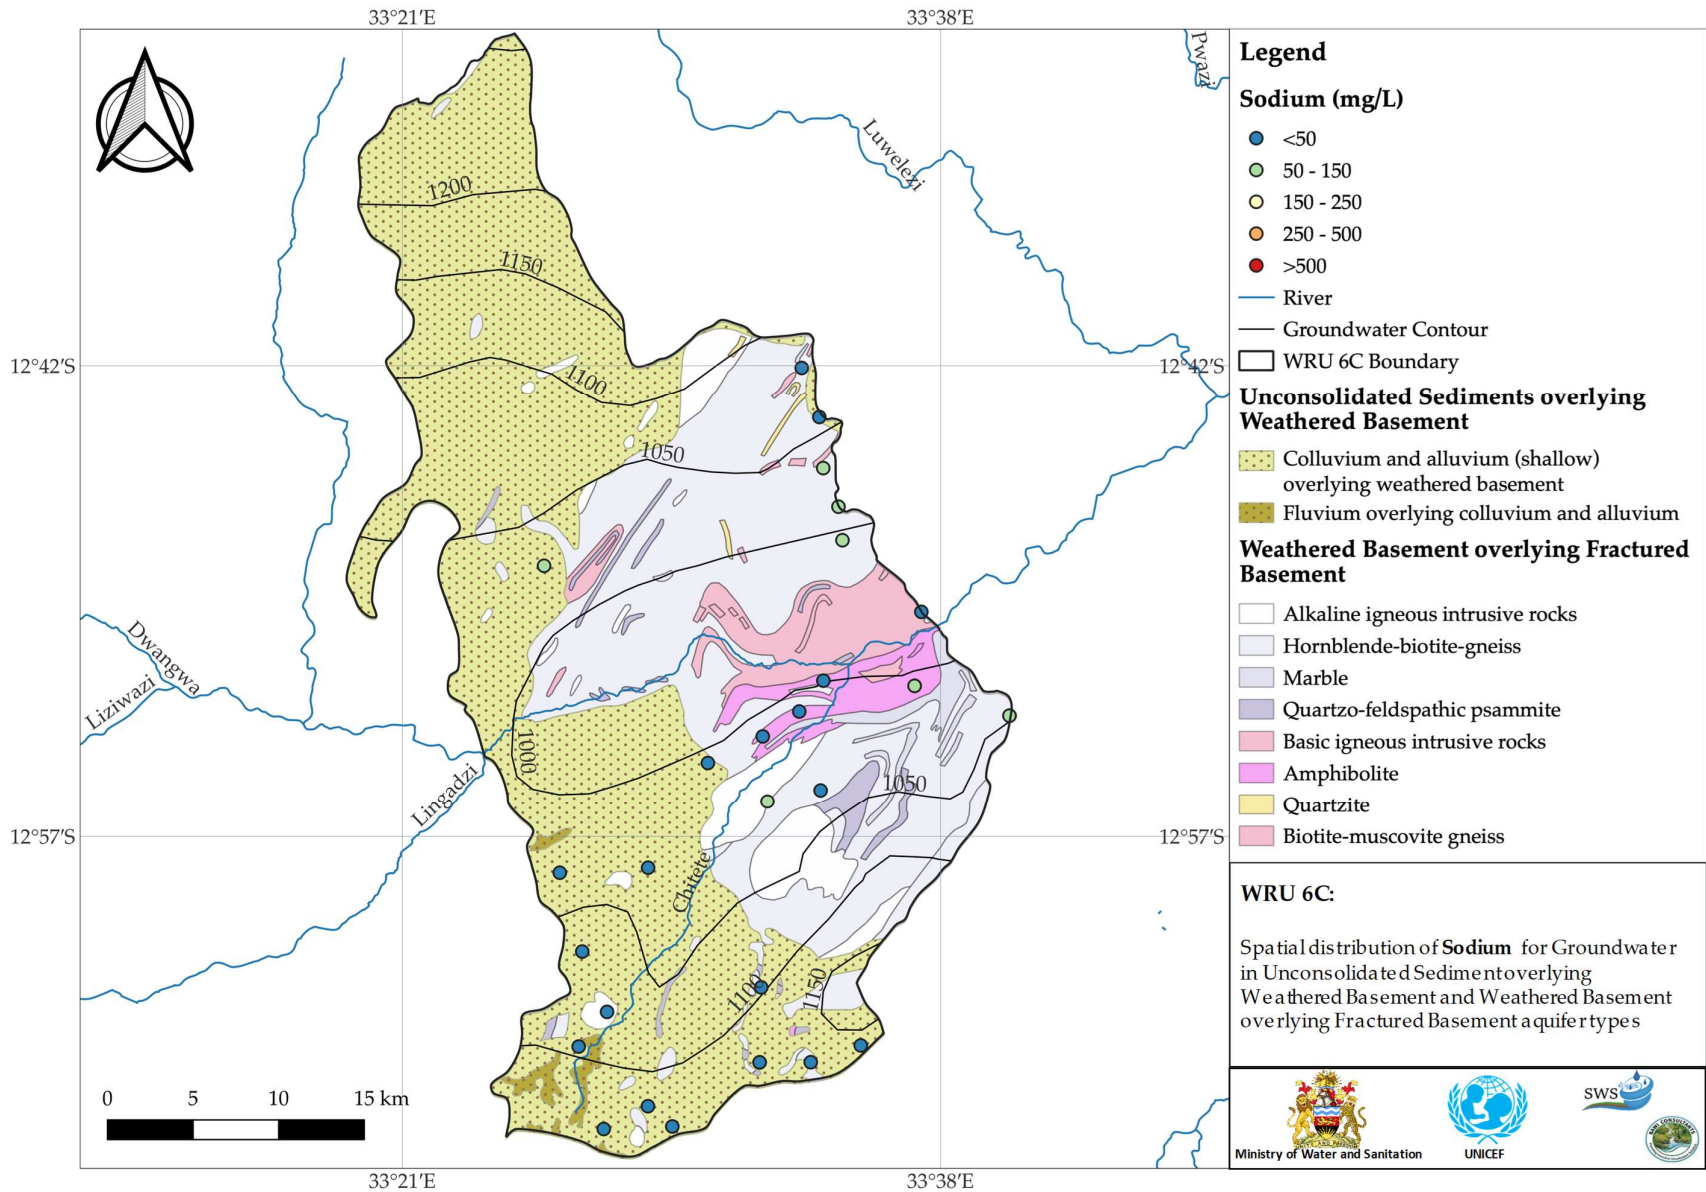 33°21'E
33°38'E
Pwazi
Luwelezi
1200
1150
12°42'S
12°42'S
1100
1050
Dwangwa
Liziwazi
1000
Lingadzi
1050
12°57'S
12°57'S
Chitete
1100
1150
0 5 10 15 km
33°21'E
33°38'E
Legend
Sodium (mg/L)
<50
50 - 150
150 - 250
250 - 500
>500
River
Groundwater Contour
WRU 6C Boundary
Unconsolidated Sediments overlying
Weathered Basement
Colluvium and alluvium (shallow)
overlying weathered basement
Fluvium overlying colluvium and alluvium
Weathered Basement overlying Fractured
Basement
Alkaline igneous intrusive rocks
Hornblende-biotite-gneiss
Marble
Quartzo-feldspathic psammite
Basic igneous intrusive rocks
Amphibolite
Quartzite
Biotite-muscovite gneiss
WRU 6C:
Spatial distribution of Sodium for Groundwater
in Unconsolidated Sediment overlying
Weathered Basement and Weathered Basement
overlying Fractured Basement aquifer types
Ministry of Water and Sanitation
UNICEF
SWS